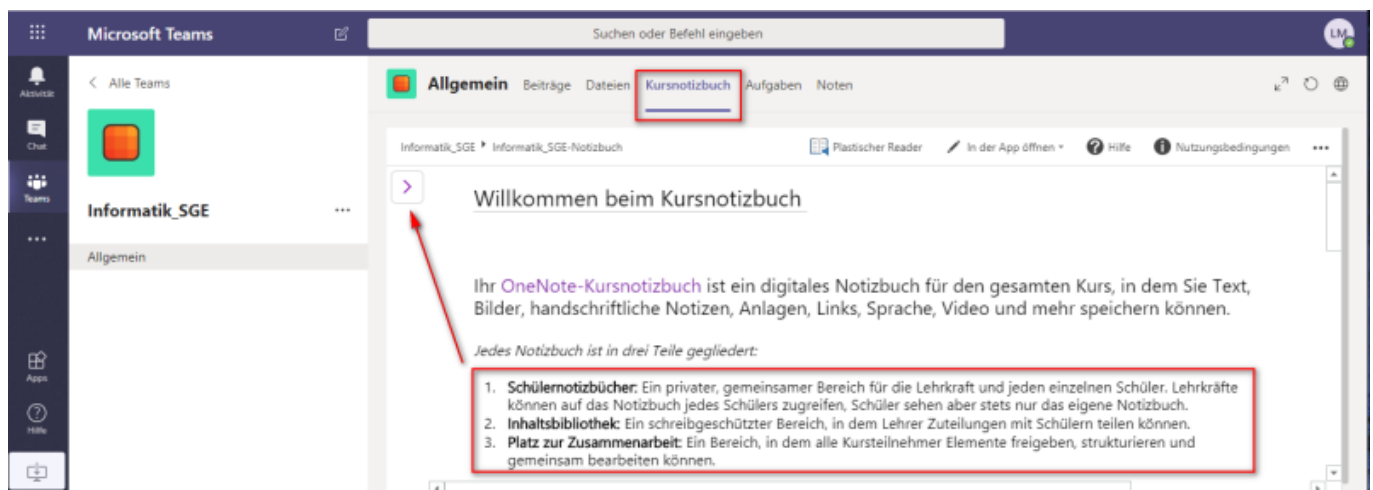 Microsoft Teams
Suchen oder Befehl eingeben
LM
Aktivität
Alle Teams
Allgemein Beiträge Dateien Kursnotizbuch Aufgaben Noten
Chat
Informatik_SGE Informatik_SGE-Notizbuch Plastischer Reader In der App öffnen Hilfe Nutzungsbedingungen
Teams
Informatik_SGE
Willkommen beim Kursnotizbuch
Allgemein
Ihr OneNote-Kursnotizbuch ist ein digitales Notizbuch für den gesamten Kurs, in dem Sie Text,
Bilder, handschriftliche Notizen, Anlagen, Links, Sprache, Video und mehr speichern können.
Jedes Notizbuch ist in drei Teile gegliedert:
Apps
1. Schülernotizbücher: Ein privater, gemeinsamer Bereich für die Lehrkraft und jeden einzelnen Schüler. Lehrkräfte
können auf das Notizbuch jedes Schülers zugreifen, Schüler sehen aber stets nur das eigene Notizbuch.
2. Inhaltsbibliothek: Ein schreibgeschützter Bereich, in dem Lehrer Zuteilungen mit Schülern teilen können.
Hilfe
3. Platz zur Zusammenarbeit: Ein Bereich, in dem alle Kursteilnehmer Elemente freigeben, strukturieren und
gemeinsam bearbeiten können.